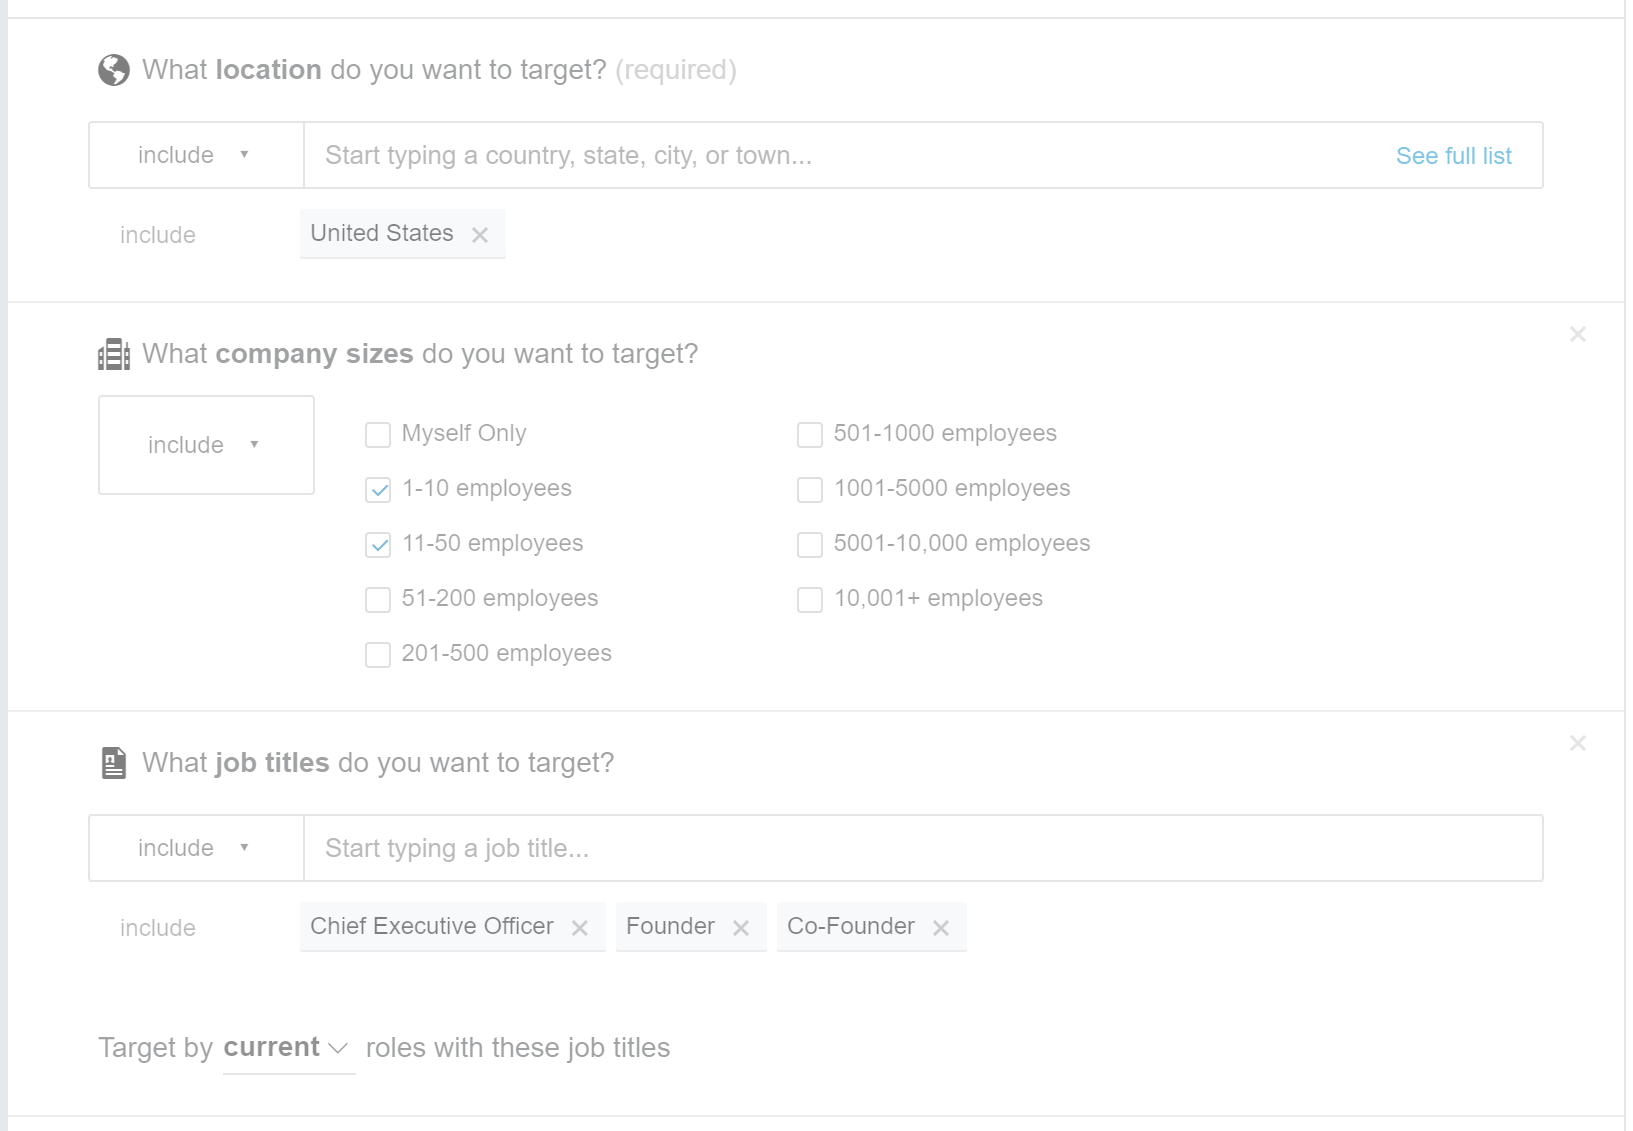 What location do you want to target? (required)
include ▼ Start typing a country, state, city, or town... See full list
include United States ×
What company sizes do you want to target? ×
include ▼
Myself Only
1-10 employees
11-50 employees
51-200 employees
201-500 employees
501-1000 employees
1001-5000 employees
5001-10,000 employees
10,001+ employees
What job titles do you want to target? ×
include ▼ Start typing a job title...
include Chief Executive Officer × Founder × Co-Founder ×
Target by current roles with these job titles